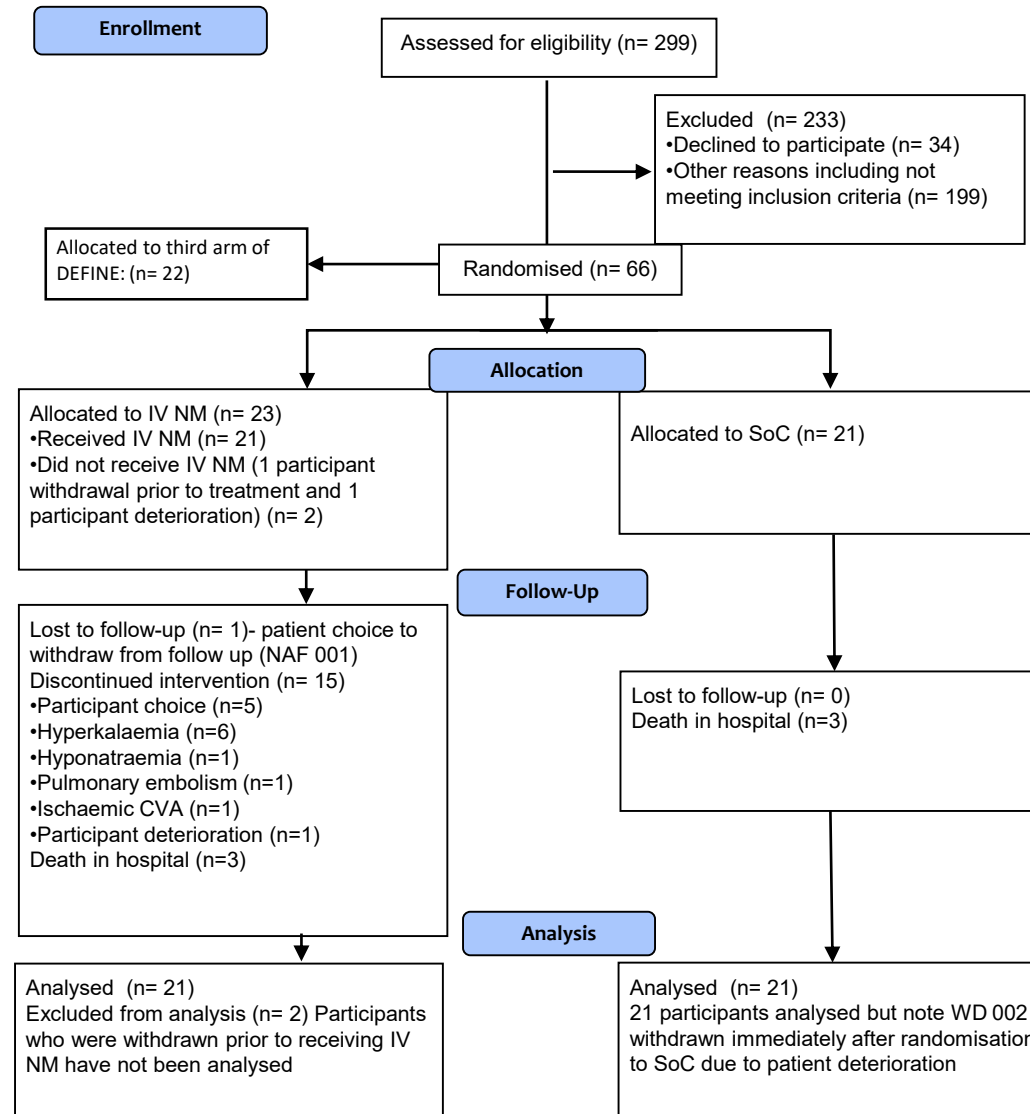 Enrollment
Assessed for eligibility (n= 299)
Excluded  (n= 233)
•Declined to participate (n= 34)
•Other reasons including not
meeting inclusion criteria (n= 199)
Allocated to third arm of
DEFINE: (n= 22)
Randomised (n= 66)
Allocation
Allocated to IV NM (n= 23)
•Received IV NM (n= 21)
•Did not receive IV NM (1 participant
withdrawal prior to treatment and 1
participant deterioration) (n= 2)
Allocated to SoC (n= 21)
Follow-Up
Lost to follow-up (n= 1)- patient choice to
withdraw from follow up (NAF 001)
Discontinued intervention (n= 15)
•Participant choice (n=5)
•Hyperkalaemia (n=6)
•Hyponatraemia (n=1)
•Pulmonary embolism (n=1)
•Ischaemic CVA (n=1)
•Participant deterioration (n=1)
Death in hospital (n=3)
Lost to follow-up (n= 0)
Death in hospital (n=3)
Analysis
Analysed  (n= 21)
Excluded from analysis (n= 2) Participants
who were withdrawn prior to receiving IV
NM have not been analysed
Analysed  (n= 21)
21 participants analysed but note WD 002
withdrawn immediately after randomisation
to SoC due to patient deterioration